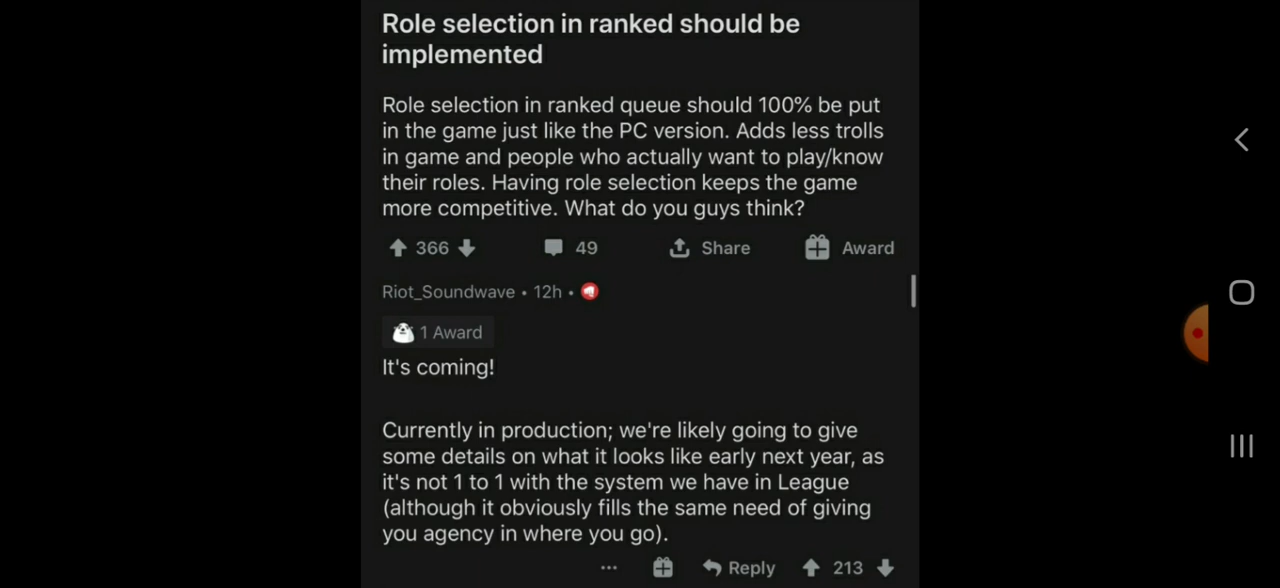 Role selection in ranked should be
implemented
Role selection in ranked queue should 100% be put
in the game just like the PC version. Adds less trolls
in game and people who actually want to play/know
their roles. Having role selection keeps the game
more competitive. What do you guys think?
366 49 Share Award
Riot_Soundwave • 12h •
1 Award
It's coming!
Currently in production; we're likely going to give
some details on what it looks like early next year, as
it's not 1 to 1 with the system we have in League
(although it obviously fills the same need of giving
you agency in where you go).
... Reply 213